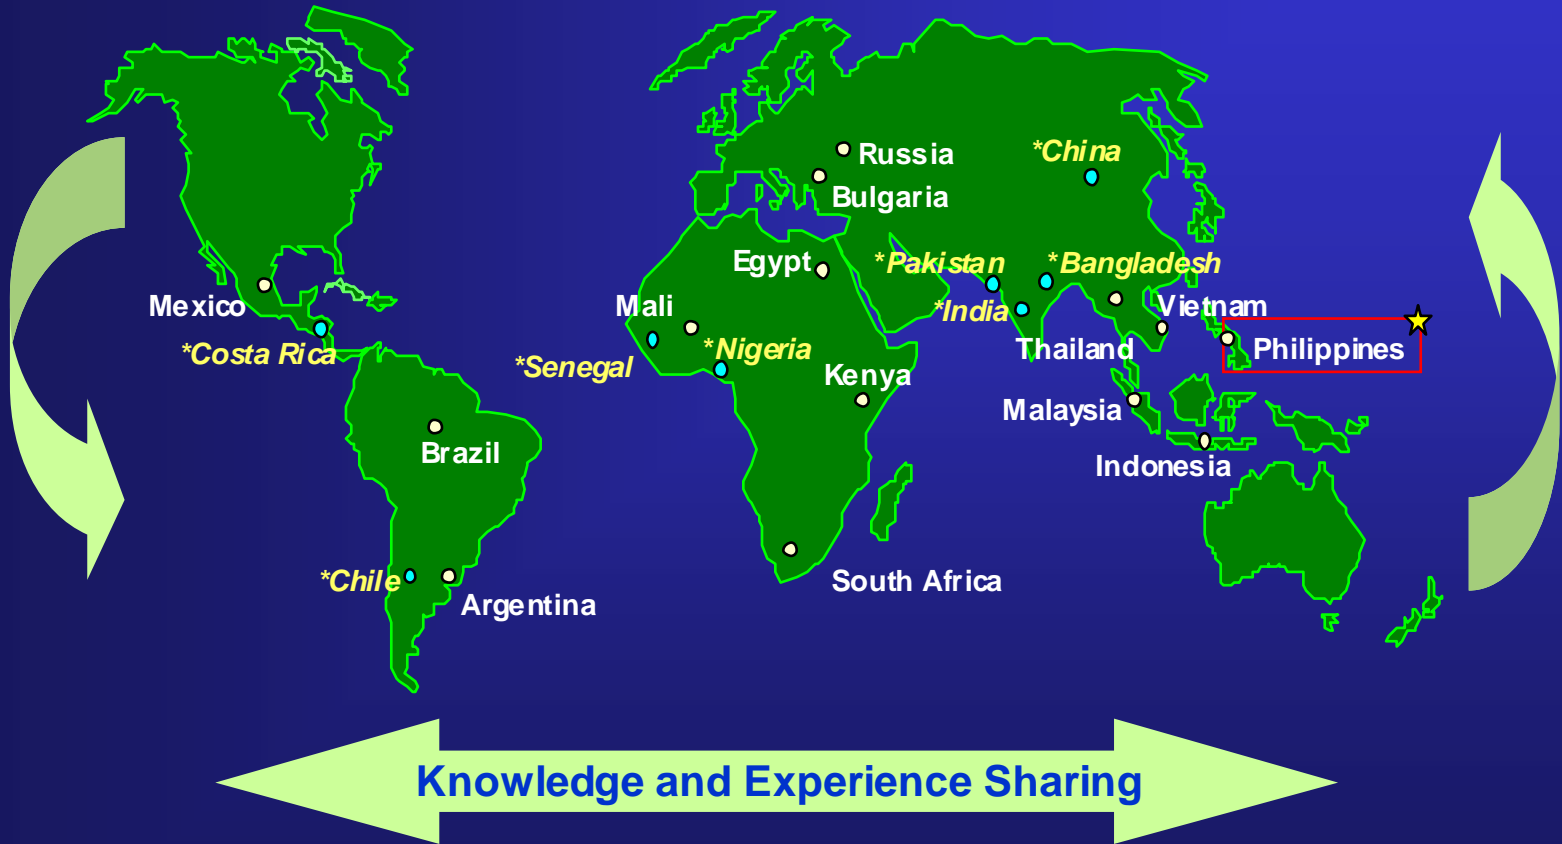 Russia
*China
Bulgaria
Egypt
*Pakistan
*Bangladesh
Mexico
Mali
*India
Vietnam
*Costa Rica
*Senegal
*Nigeria
Thailand
Philippines
Kenya
Malaysia
Brazil
Indonesia
*Chile
South Africa
Argentina
Knowledge and Experience Sharing